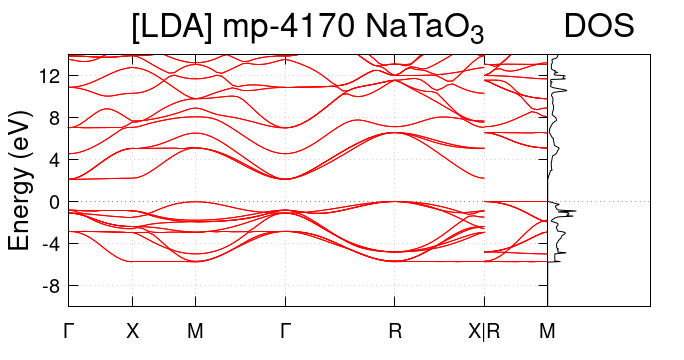 [LDA] mp-4170 NaTaO₃ DOS
Energy (eV)
12
8
4
0
-4
-8
Γ X M Γ R X|R M